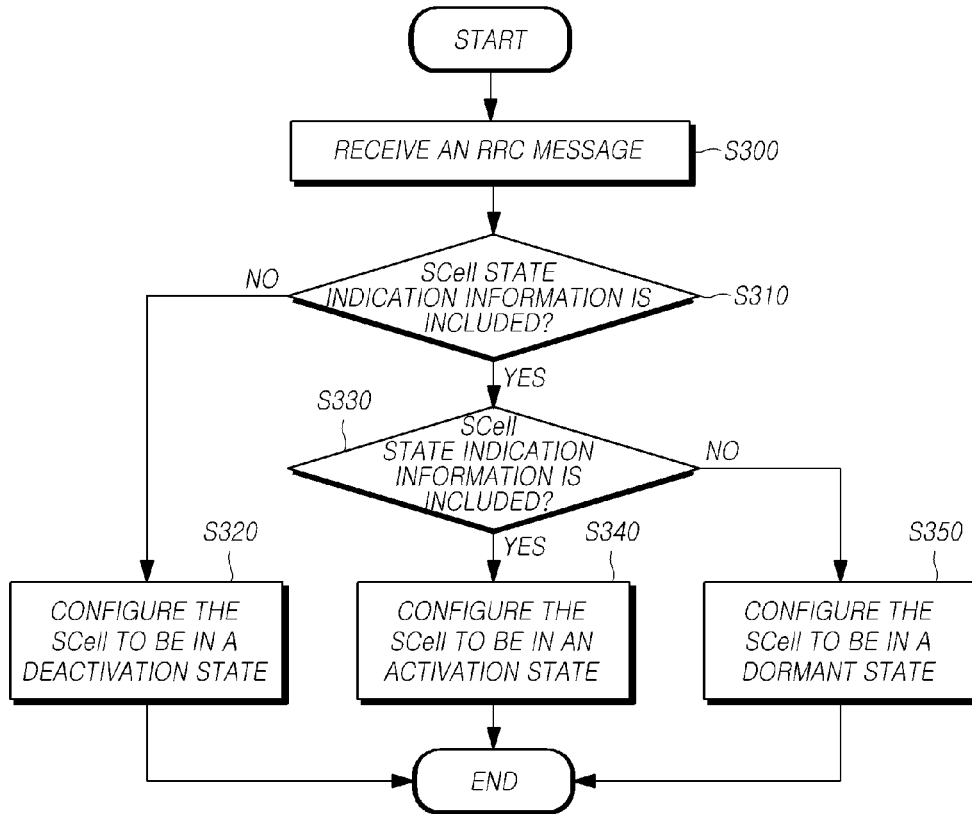 START
RECEIVE AN RRC MESSAGE
S300
SCell STATE
INDICATION INFORMATION IS
INCLUDED?
S310
NO
YES
S330
SCell
STATE INDICATION
INFORMATION IS
INCLUDED?
NO
YES
S320
CONFIGURE THE
SCell TO BE IN A
DEACTIVATION STATE
S340
CONFIGURE THE
SCell TO BE IN AN
ACTIVATION STATE
S350
CONFIGURE THE
SCell TO BE IN A
DORMANT STATE
END